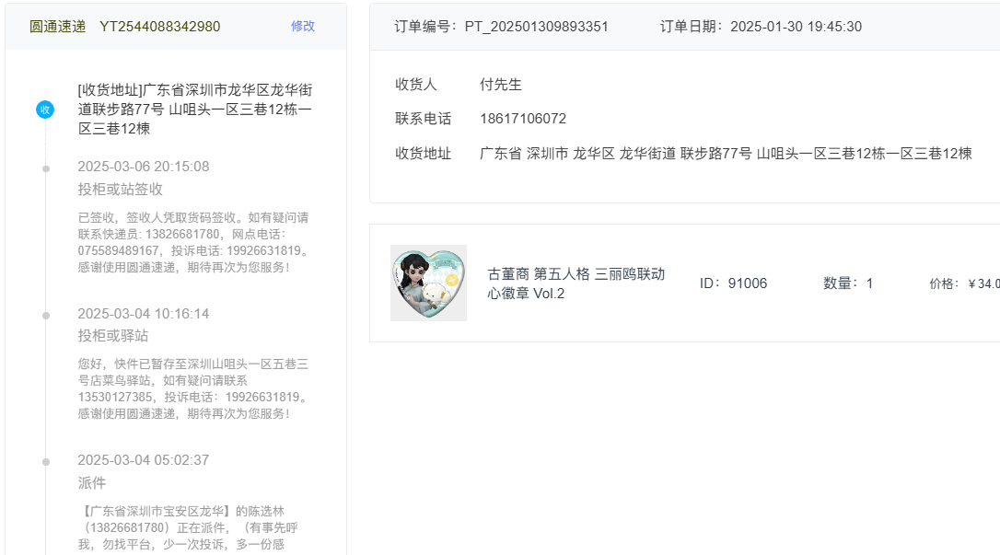 圆通速递 YT2544088342980 修改
收
[收货地址]广东省深圳市龙华区龙华街
道联步路77号 山咀头一区三巷12栋一
区三巷12栋
2025-03-06 20:15:08
投柜或站签收
已签收，签收人凭取货码签收。如有疑问请
联系快递员: 13826681780，网点电话：
075589489167，投诉电话: 19926631819。
感谢使用圆通速递，期待再次为您服务！
2025-03-04 10:16:14
投柜或驿站
您好，快件已暂存至深圳山咀头一区五巷三
号店菜鸟驿站，如有疑问请联系
13530127385，投诉电话：19926631819。
感谢使用圆通速递，期待再次为您服务！
2025-03-04 05:02:37
派件
【广东省深圳市宝安区龙华】的陈选林
（13826681780）正在派件，（有事先呼
我，勿找平台，少一次投诉，多一份感
订单编号：PT_202501309893351 订单日期：2025-01-30 19:45:30
收货人 付先生
联系电话 18617106072
收货地址 广东省 深圳市 龙华区 龙华街道 联步路77号 山咀头一区三巷12栋一区三巷12棟
古董商 第五人格 三丽鸥联动
心徽章 Vol.2
ID：91006 数量：1 价格：￥34.0